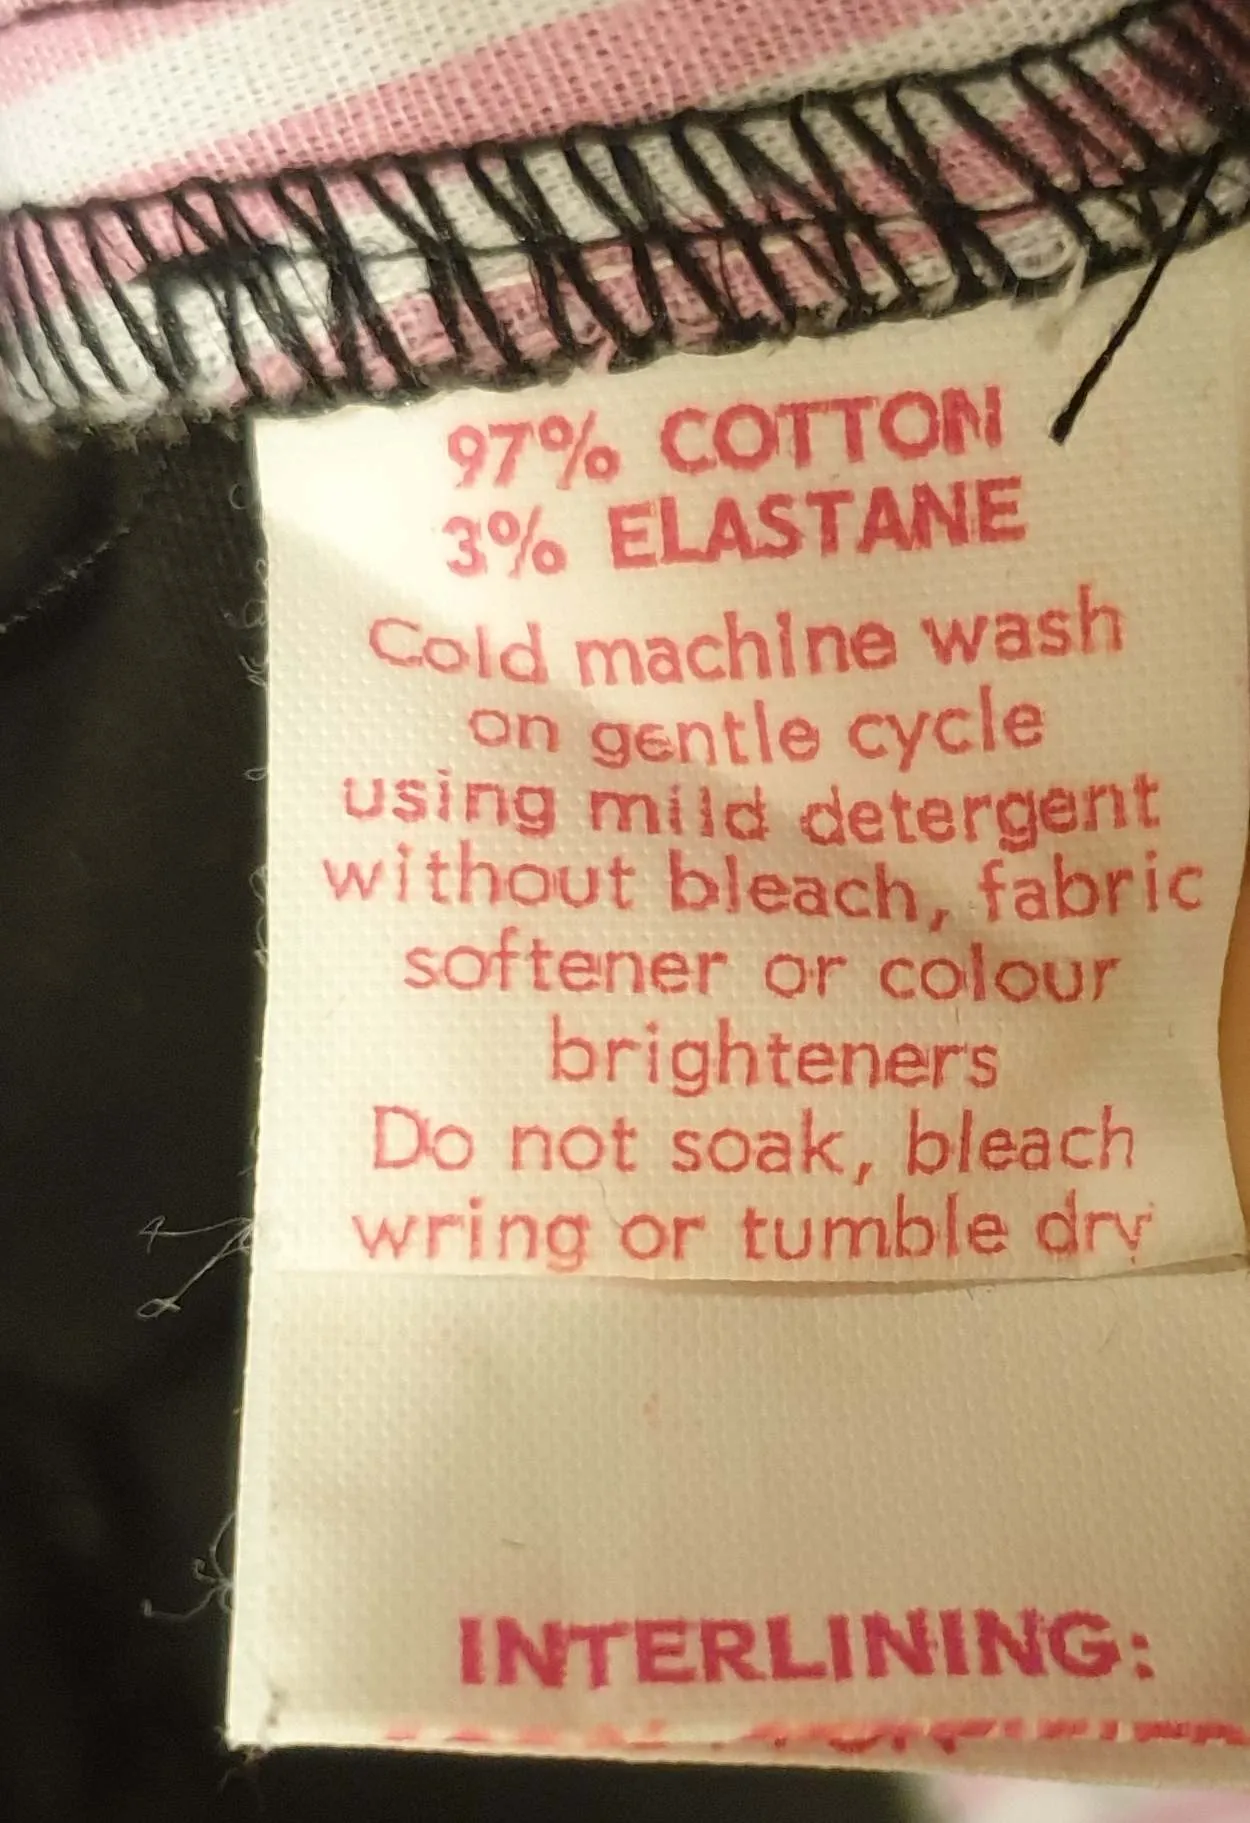 97% COTTON
3% ELASTANE
Cold machine wash
on gentle cycle
using mild detergent
without bleach, fabric
softener or colour
brighteners
Do not soak, bleach
wring or tumble dry
INTERLINING: